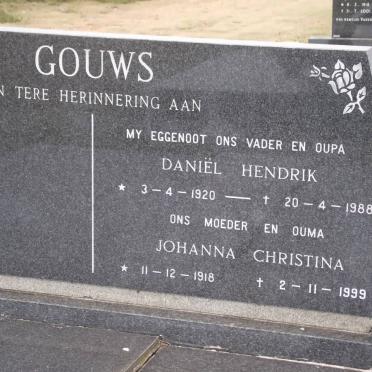 GOUWS
N TERE HERINNERING AAN
MY EGGENOOT ONS VADER EN OUPA
DANIËL HENDRIK
* 3-4-1920 — † 20-4-1988
ONS MOEDER EN OUMA
JOHANNA CHRISTINA
* 11-12-1918 † 2-11-1999